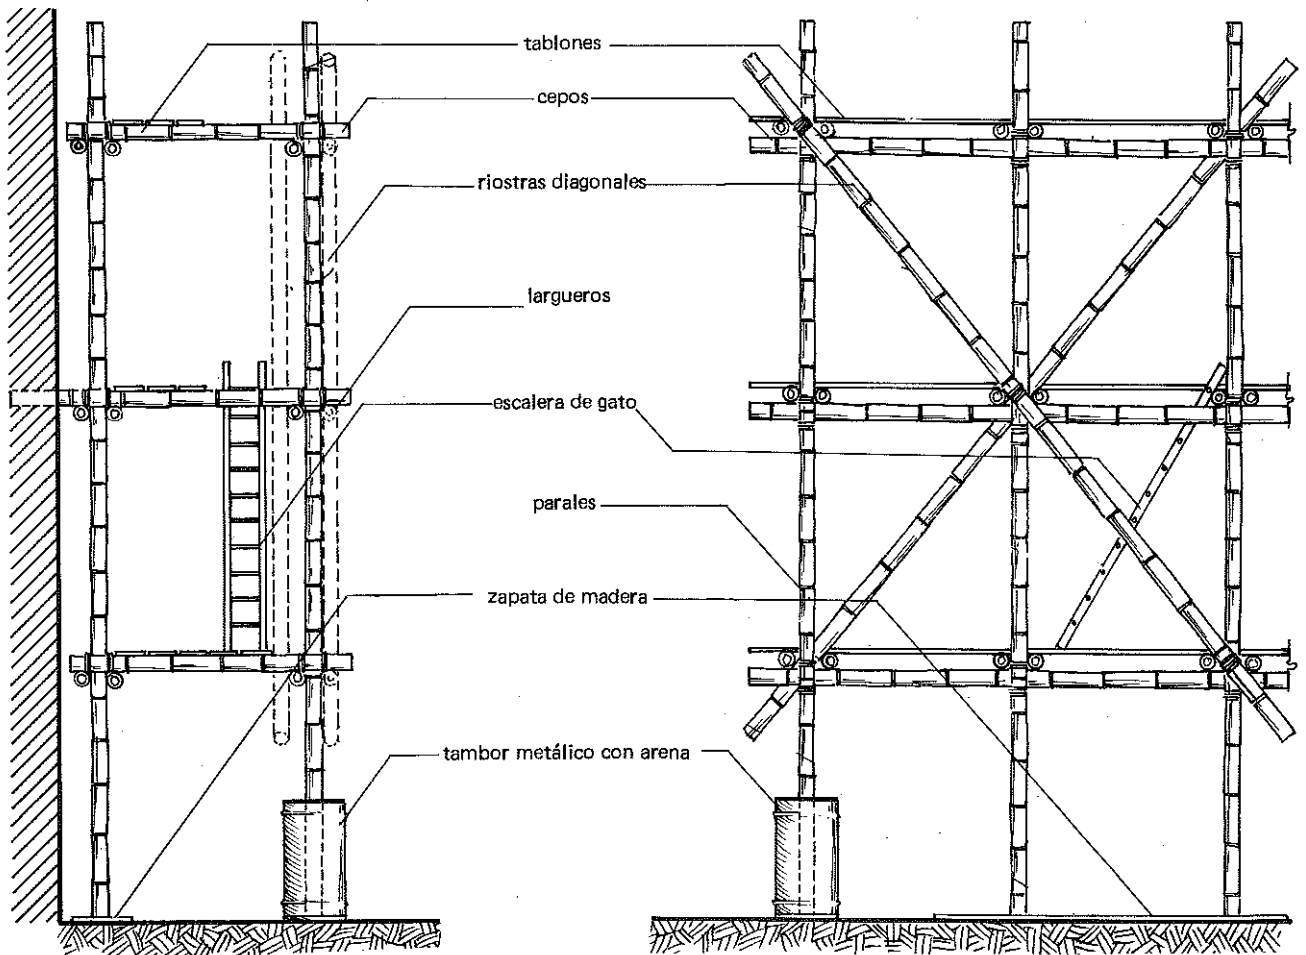 tablones
cepos
riostras diagonales
largueros
escalera de gato
parales
zapata de madera
tambor metálico con arena